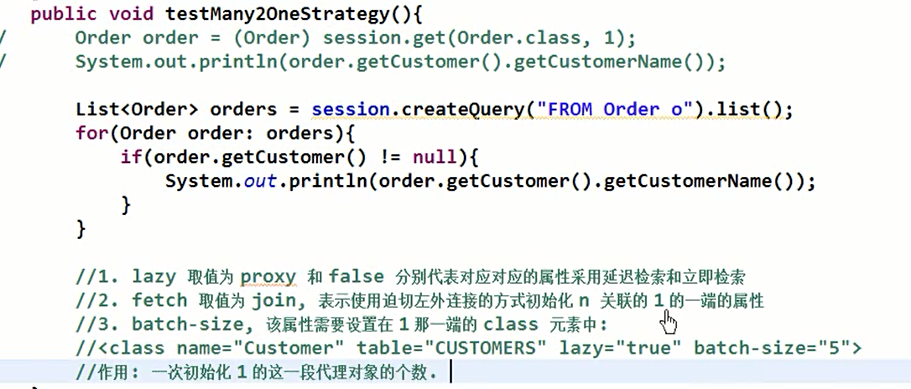 public void testMany2OneStrategy(){
/ Order order = (Order) session.get(Order.class, 1);
/ System.out.println(order.getCustomer().getCustomerName());
List<Order> orders = session.createQuery("FROM Order o").list();
for(Order order: orders){
if(order.getCustomer() != null){
System.out.println(order.getCustomer().getCustomerName());
}
}
//1. lazy 取值为 proxy 和 false 分别代表对应对应的属性采用延迟检索和立即检索
//2. fetch 取值为 join, 表示使用迫切左外连接的方式初始化 n 关联的 1 的一端的属性
//3. batch-size, 该属性需要设置在 1 那一端的 class 元素中:
//<class name="Customer" table="CUSTOMERS" lazy="true" batch-size="5">
//作用: 一次初始化 1 的这一段代理对象的个数.